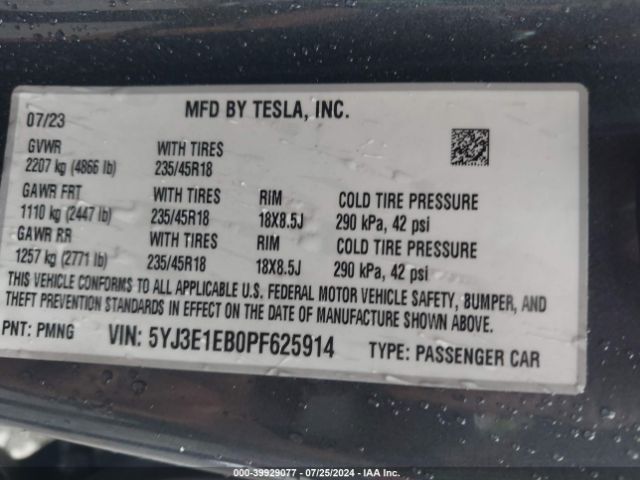 MFD BY TESLA, INC.
07/23
GVWR WITH TIRES
2207 kg (4866 lb) 235/45R18
GAWR FRT WITH TIRES RIM COLD TIRE PRESSURE
1110 kg (2447 lb) 235/45R18 18X8.5J 290 kPa, 42 psi
GAWR RR WITH TIRES RIM COLD TIRE PRESSURE
1257 kg (2771 lb) 235/45R18 18X8.5J 290 kPa, 42 psi
THIS VEHICLE CONFORMS TO ALL APPLICABLE U.S. FEDERAL MOTOR VEHICLE SAFETY, BUMPER, AND
THEFT PREVENTION STANDARDS IN EFFECT ON THE DATE OF MANUFACTURE SHOWN ABOVE.
PNT: PMNG VIN: 5YJ3E1EB0PF625914 TYPE: PASSENGER CAR
000-39929077 - 07/25/2024 - IAA Inc.